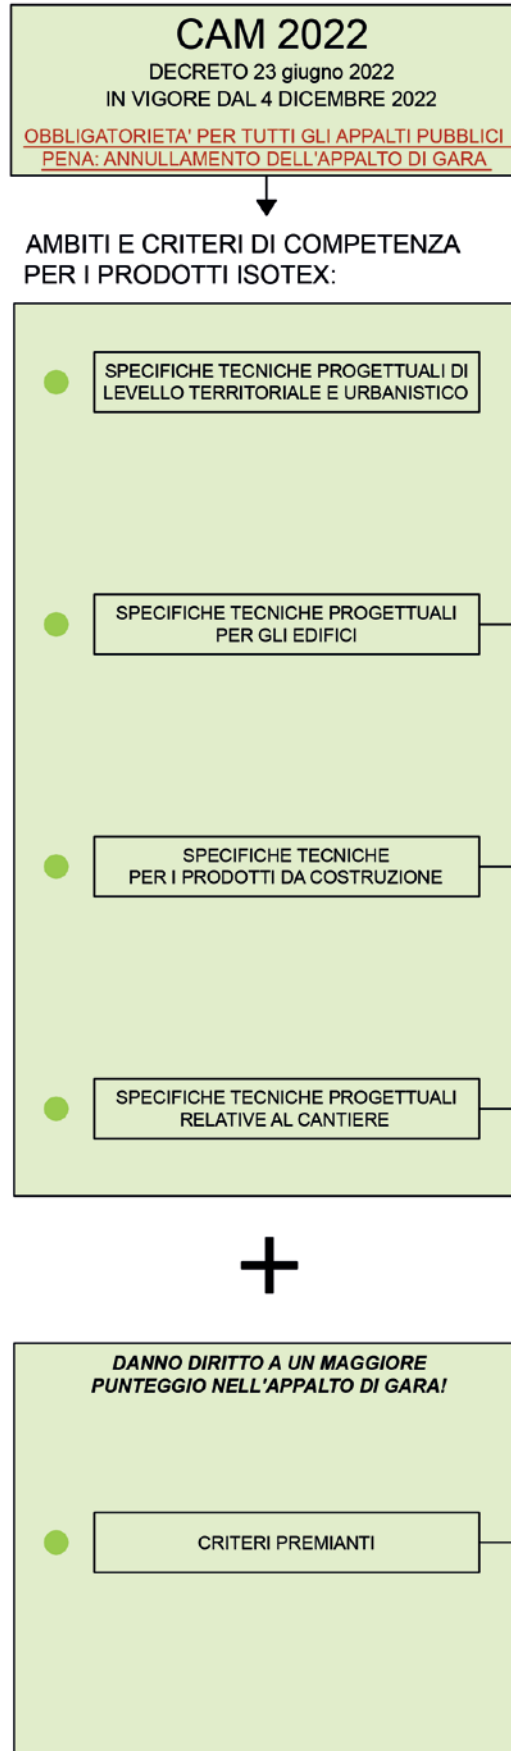 CAM 2022
DECRETO 23 giugno 2022
IN VIGORE DAL 4 DICEMBRE 2022
OBBLIGATORIETA' PER TUTTI GLI APPALTI PUBBLICI
PENA: ANNULLAMENTO DELL'APPALTO DI GARA
AMBITI E CRITERI DI COMPETENZA
PER I PRODOTTI ISOTEX:
SPECIFICHE TECNICHE PROGETTUALI DI
LEVELLO TERRITORIALE E URBANISTICO
SPECIFICHE TECNICHE PROGETTUALI
PER GLI EDIFICI
SPECIFICHE TECNICHE
PER I PRODOTTI DA COSTRUZIONE
SPECIFICHE TECNICHE PROGETTUALI
RELATIVE AL CANTIERE
+
DANNO DIRITTO A UN MAGGIORE
PUNTEGGIO NELL'APPALTO DI GARA!
CRITERI PREMIANTI